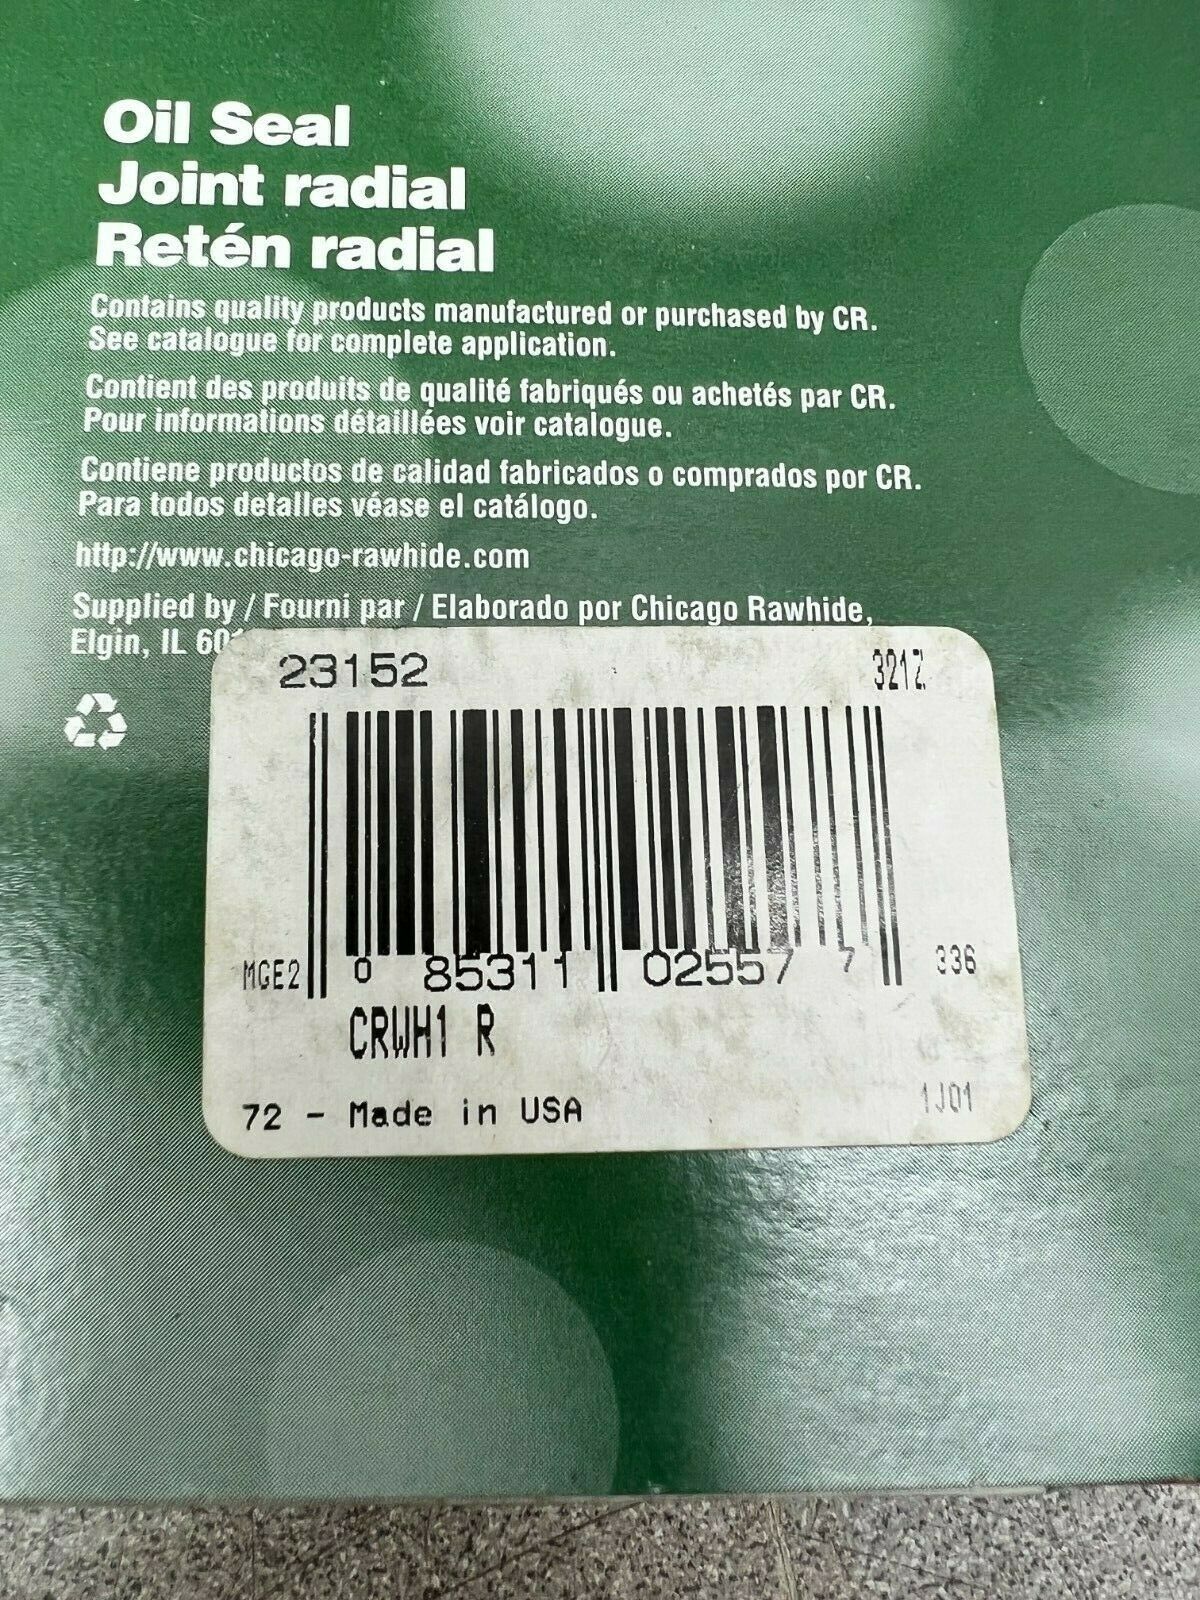 Oil Seal
Joint radial
Retén radial
Contains quality products manufactured or purchased by CR.
See catalogue for complete application.
Contient des produits de qualité fabriqués ou achetés par CR.
Pour informations détaillées voir catalogue.
Contiene productos de calidad fabricados o comprados por CR.
Para todos detalles véase el catálogo.
http://www.chicago-rawhide.com
Supplied by / Fourni par / Elaborado por Chicago Rawhide,
Elgin, IL
23152 321Z
MGE2 0 85311 02557 7 336
CRWH1 R
72 - Made in USA 1J01